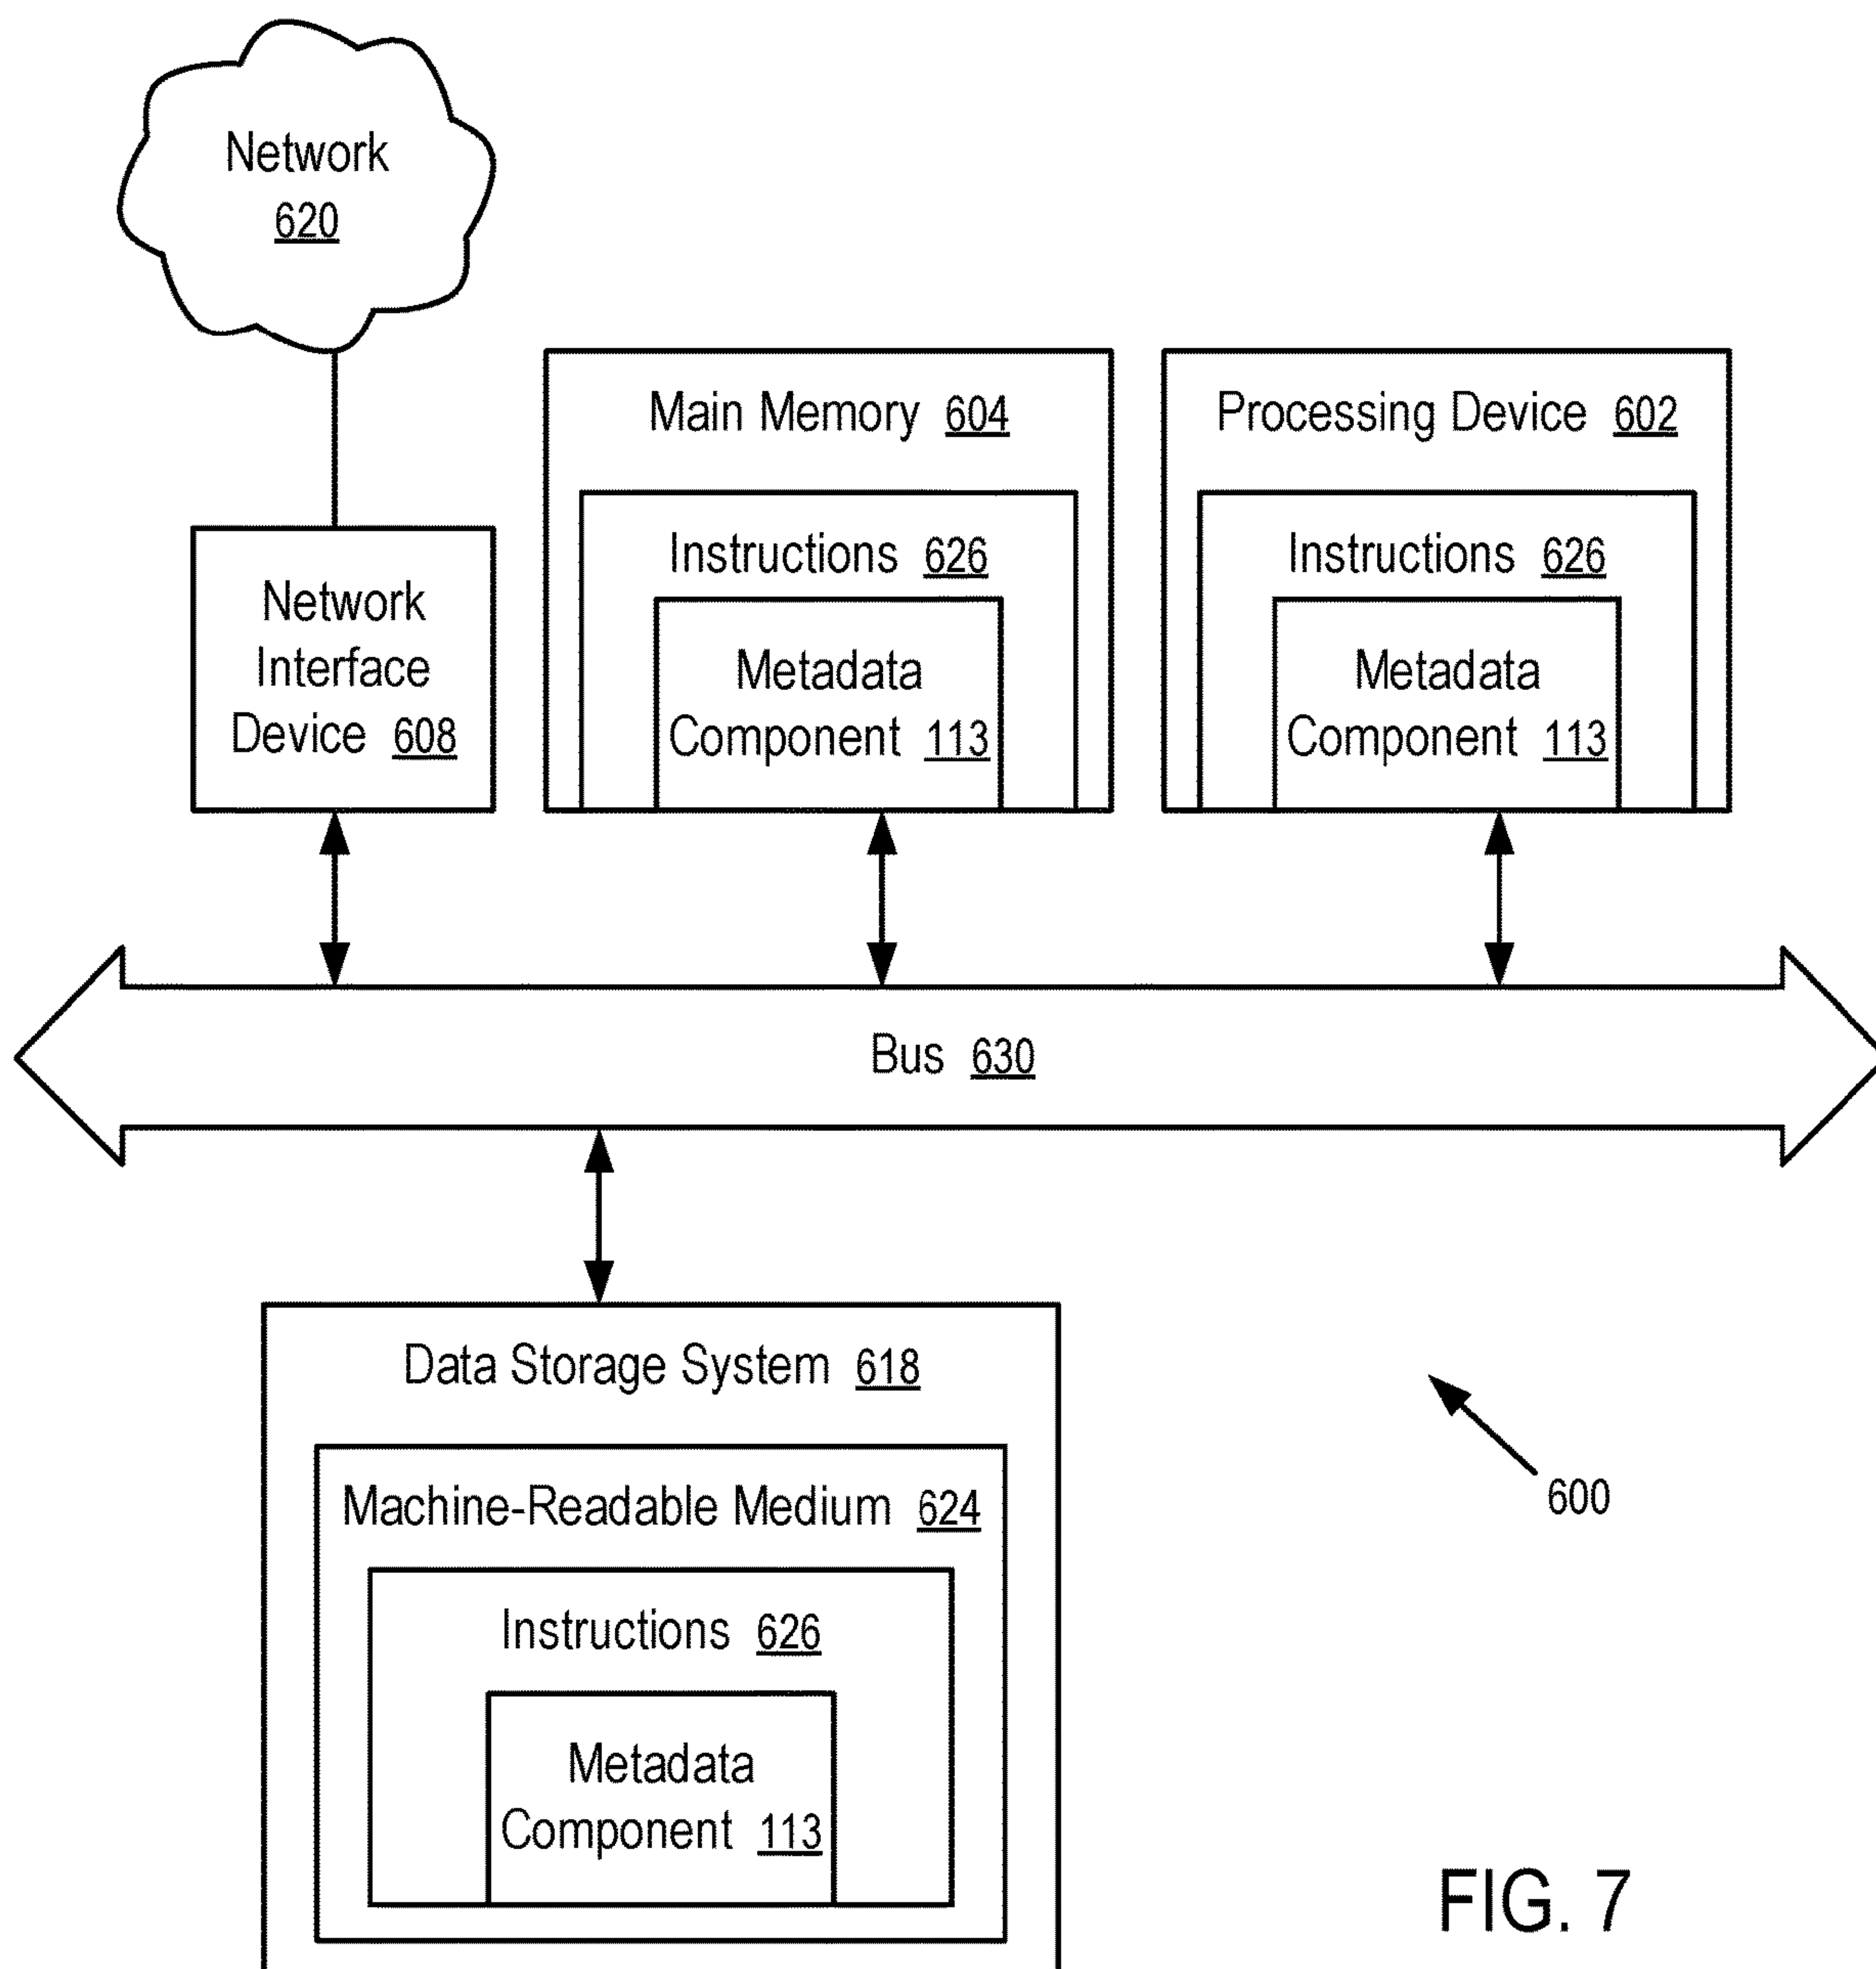 Network
620
Main Memory 604
Processing Device 602
Instructions 626
Instructions 626
Network
Interface
Device 608
Metadata
Component 113
Metadata
Component 113
Bus 630
Data Storage System 618
Machine-Readable Medium 624
600
Instructions 626
Metadata
Component 113
FIG. 7